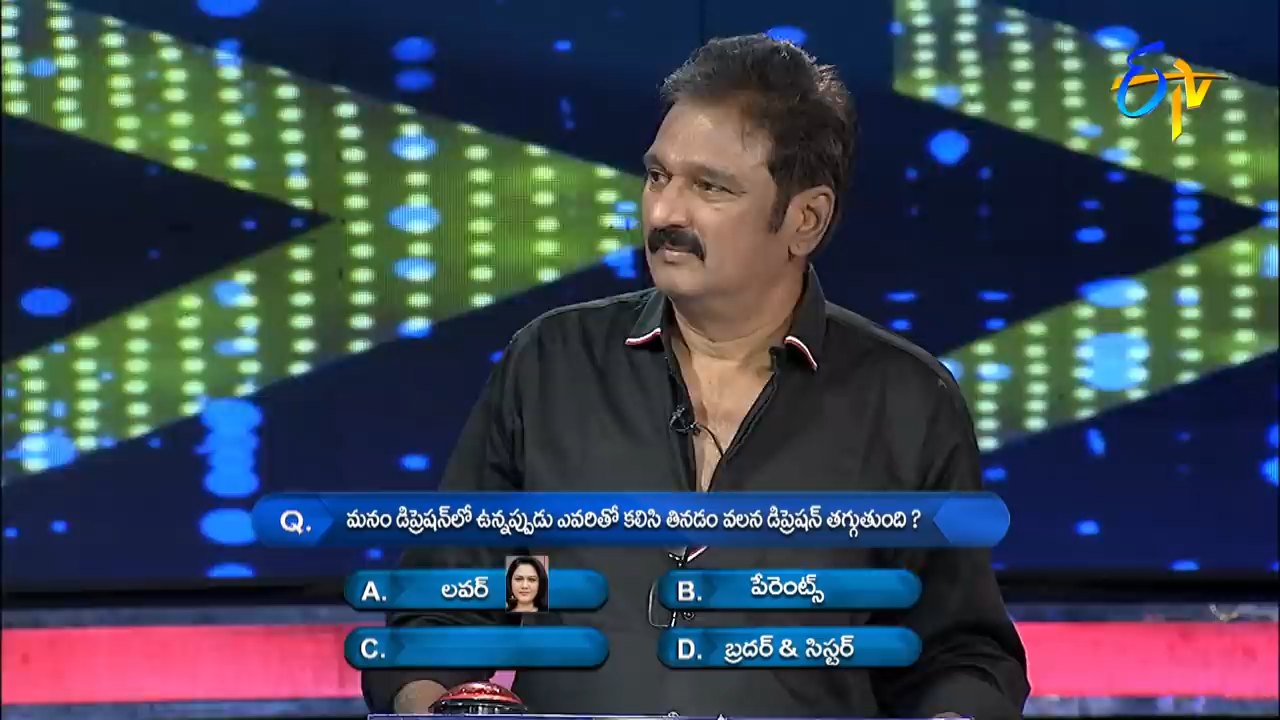 ETV
Q. మనం డిప్రెషన్‌లో ఉన్నప్పుడు ఎవరితో కలిసి తినడం వలన డిప్రెషన్ తగ్గుతుంది ?
A. లవర్
B. పేరెంట్స్
C.
D. బ్రదర్ & సిస్టర్